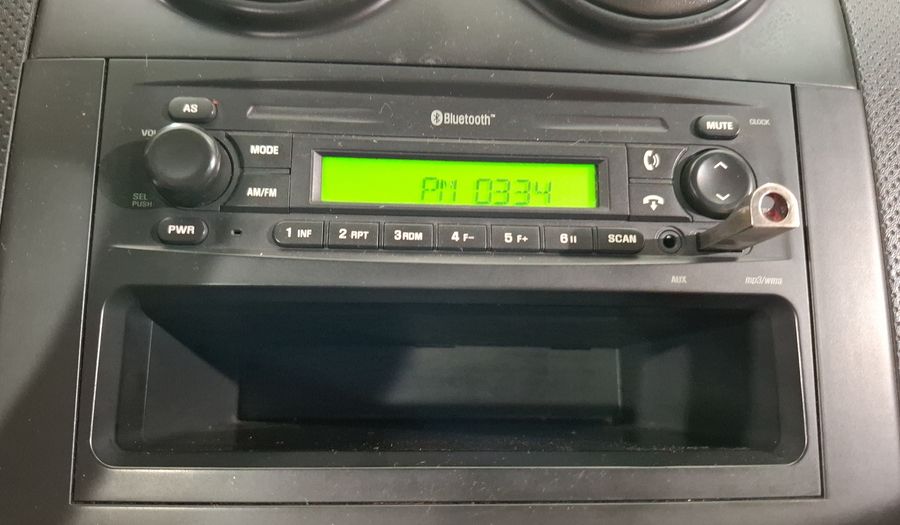 AS
Bluetooth™
MUTE
CLOCK
VOL
MODE
AM/FM
PM 0334
SEL
PUSH
PWR
1 INF
2 RPT
3 RDM
4 F-
5 F+
6 II
SCAN
AUX
mp3/wma